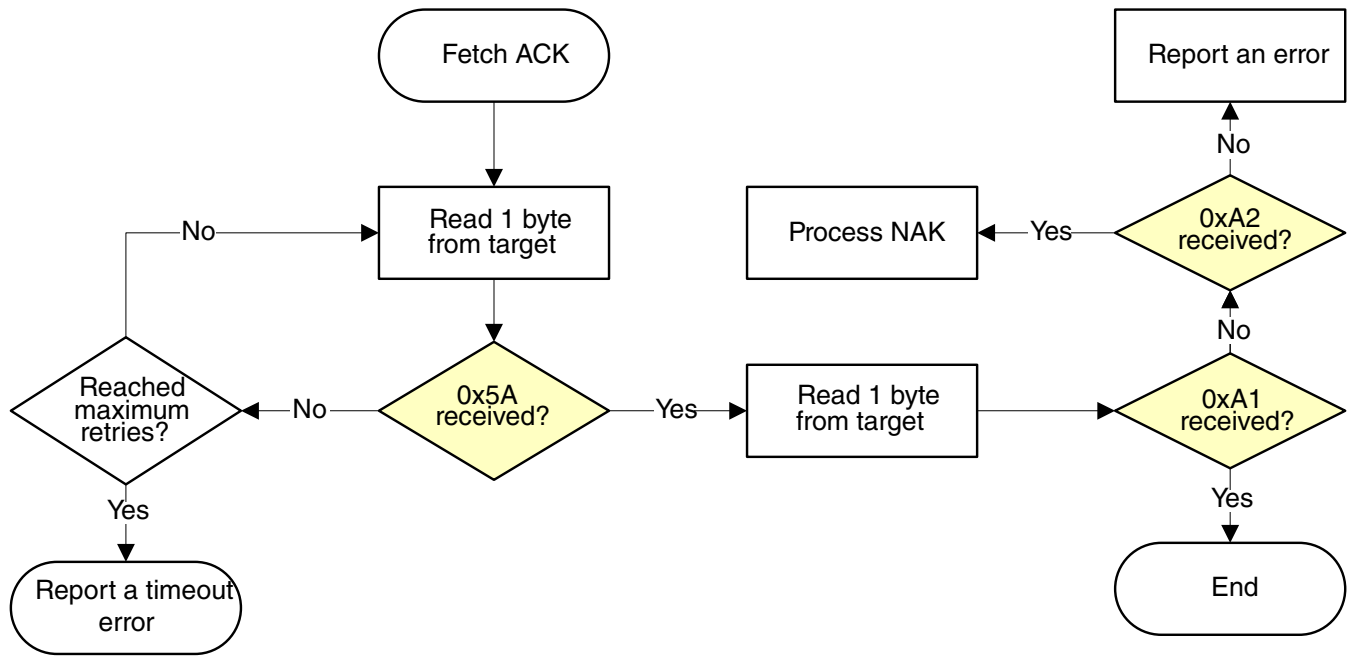 Fetch ACK
Report an error
No
Read 1 byte
from target
No
Process NAK
Yes
0xA2
received?
No
Reached
maximum
retries?
No
0x5A
received?
Yes
Read 1 byte
from target
0xA1
received?
Yes
Yes
Report a timeout
error
End